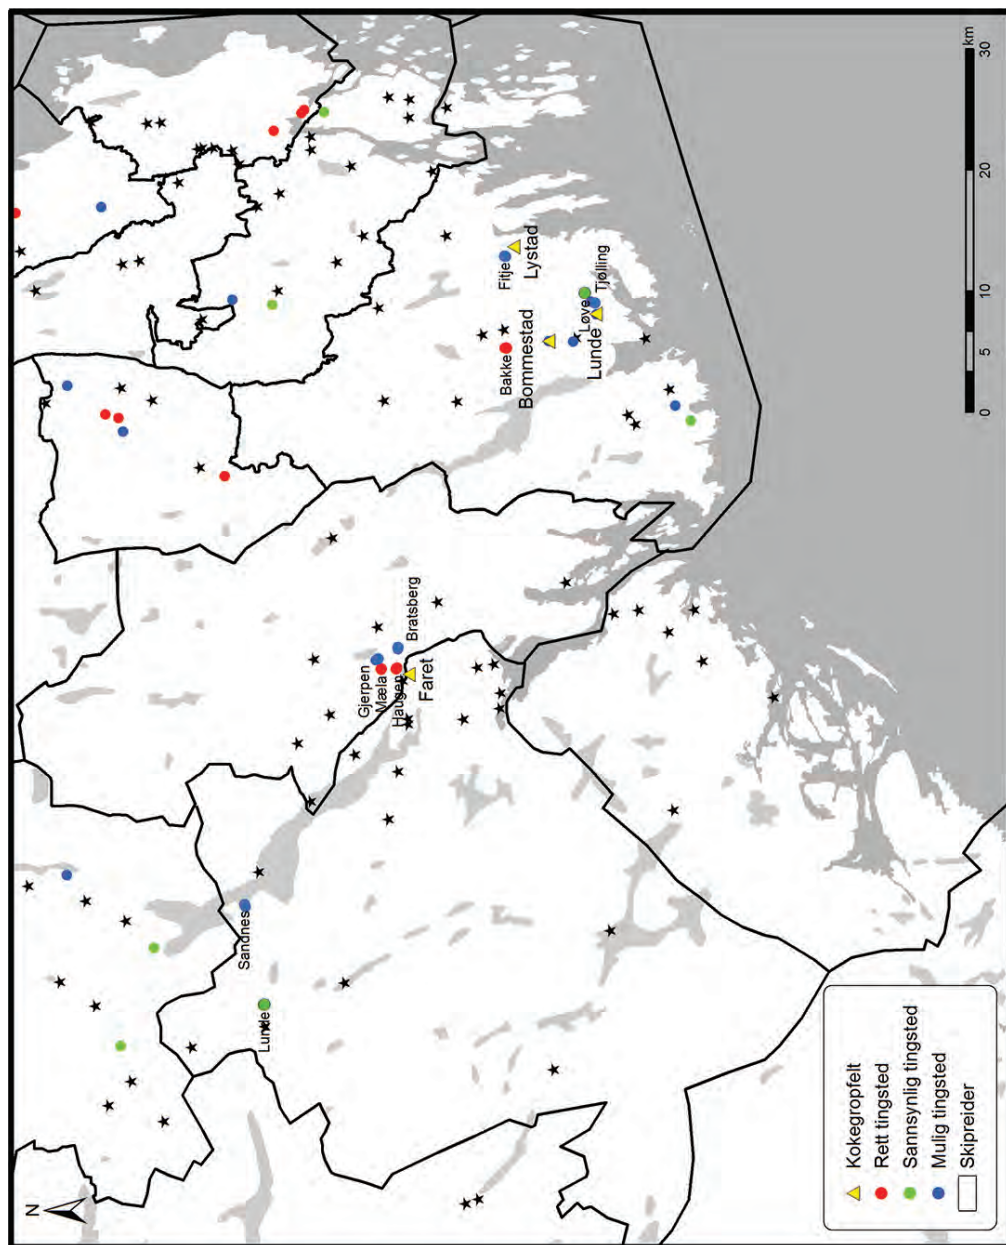 N
Sandnes
Lunde
Gjerpen
Mæla
Haugen
Bratsberg
Faret
Bakke
Bommestad
Fitje
Lystad
Løve
Lunde
Tjølling
km
0
5
10
20
30
Kokegropfelt
Rett tingsted
Sannsynlig tingsted
Mulig tingsted
Skipreider